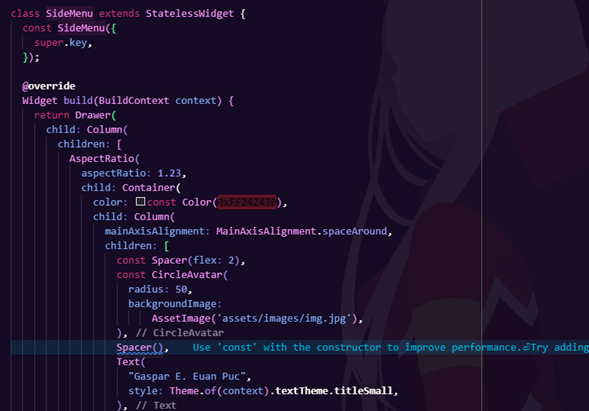 class SideMenu extends StatelessWidget {
const SideMenu({
super.key,
});
@override
Widget build(BuildContext context) {
return Drawer(
child: Column(
children: [
AspectRatio(
aspectRatio: 1.23,
child: Container(
color: const Color(0xFF242430),
child: Column(
mainAxisAlignment: MainAxisAlignment.spaceAround,
children: [
const Spacer(flex: 2),
const CircleAvatar(
radius: 50,
backgroundImage:
AssetImage('assets/images/img.jpg'),
), // CircleAvatar
Spacer(), Use 'const' with the constructor to improve performance.⏎Try adding
Text(
"Gaspar E. Euan Puc",
style: Theme.of(context).textTheme.titleSmall,
), // Text